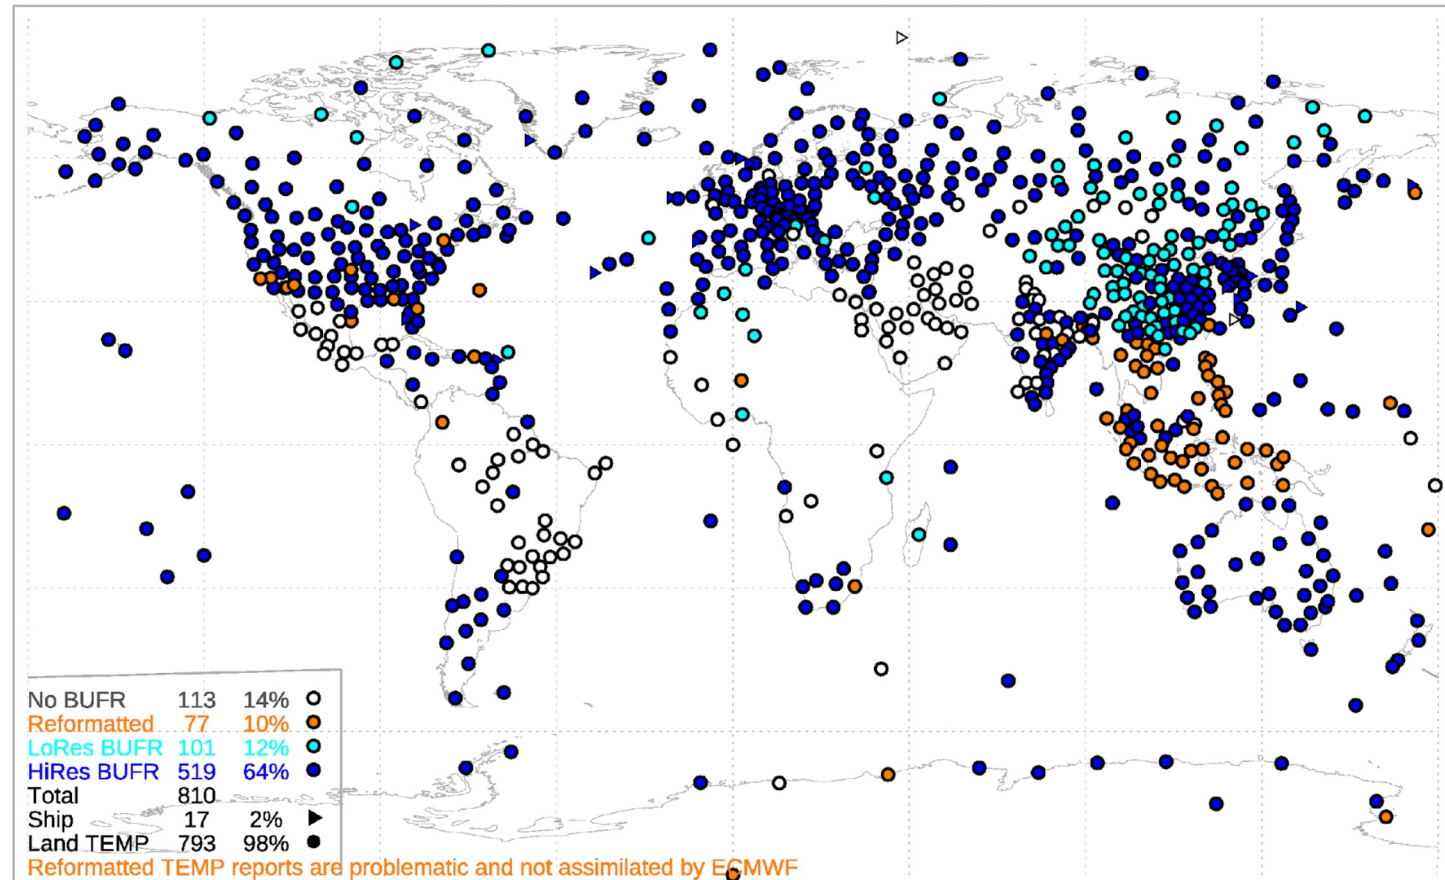 No BUFR 113 14%
Reformatted 77 10%
LoRes BUFR 101 12%
HiRes BUFR 519 64%
Total 810
Ship 17 2%
Land TEMP 793 98%
Reformatted TEMP reports are problematic and not assimilated by ECMWF